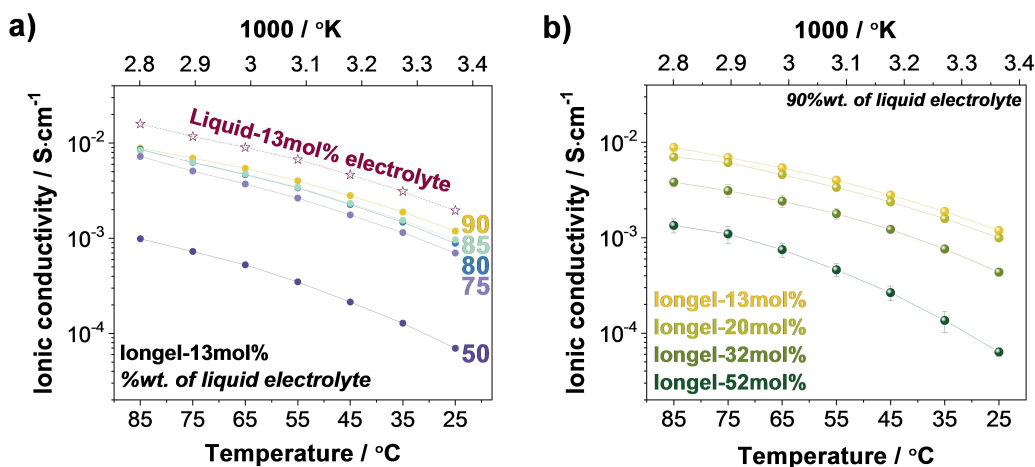 a)
1000 / °K
2.8 2.9 3 3.1 3.2 3.3 3.4
Ionic conductivity / S·cm-1
10-2
10-3
10-4
Liquid-13mol% electrolyte
90
85
80
75
50
Iongel-13mol%
%wt. of liquid electrolyte
85 75 65 55 45 35 25
Temperature / °C
b)
1000 / °K
2.8 2.9 3 3.1 3.2 3.3 3.4
90%wt. of liquid electrolyte
Ionic conductivity / S·cm-1
10-2
10-3
10-4
Iongel-13mol%
Iongel-20mol%
Iongel-32mol%
Iongel-52mol%
85 75 65 55 45 35 25
Temperature / °C